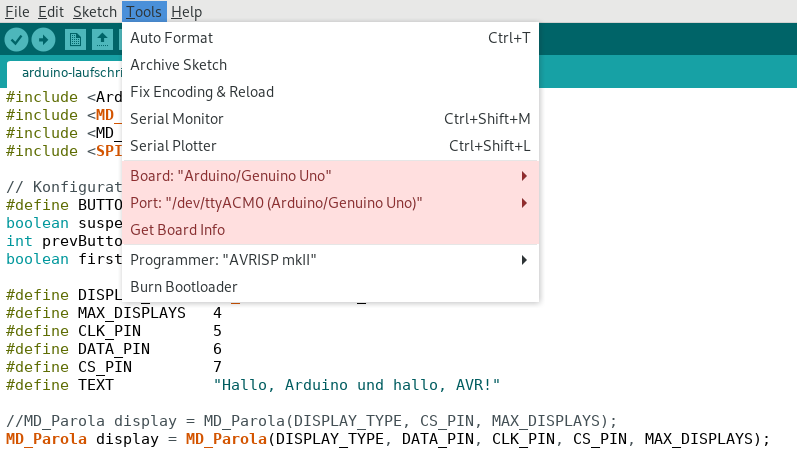 File Edit Sketch Tools Help
Auto Format Ctrl+T
Archive Sketch
Fix Encoding & Reload
Serial Monitor Ctrl+Shift+M
Serial Plotter Ctrl+Shift+L
Board: "Arduino/Genuino Uno"
Port: "/dev/ttyACM0 (Arduino/Genuino Uno)"
Get Board Info
Programmer: "AVRISP mkII"
Burn Bootloader
arduino-laufschri
#include <Ard
#include <MD_
#include <MD_
#include <SPI
// Konfigurat
#define BUTTO
boolean suspe
int prevButto
boolean first
#define DISPL
#define MAX_DISPLAYS 4
#define CLK_PIN 5
#define DATA_PIN 6
#define CS_PIN 7
#define TEXT "Hallo, Arduino und hallo, AVR!"
//MD_Parola display = MD_Parola(DISPLAY_TYPE, CS_PIN, MAX_DISPLAYS);
MD_Parola display = MD_Parola(DISPLAY_TYPE, DATA_PIN, CLK_PIN, CS_PIN, MAX_DISPLAYS);